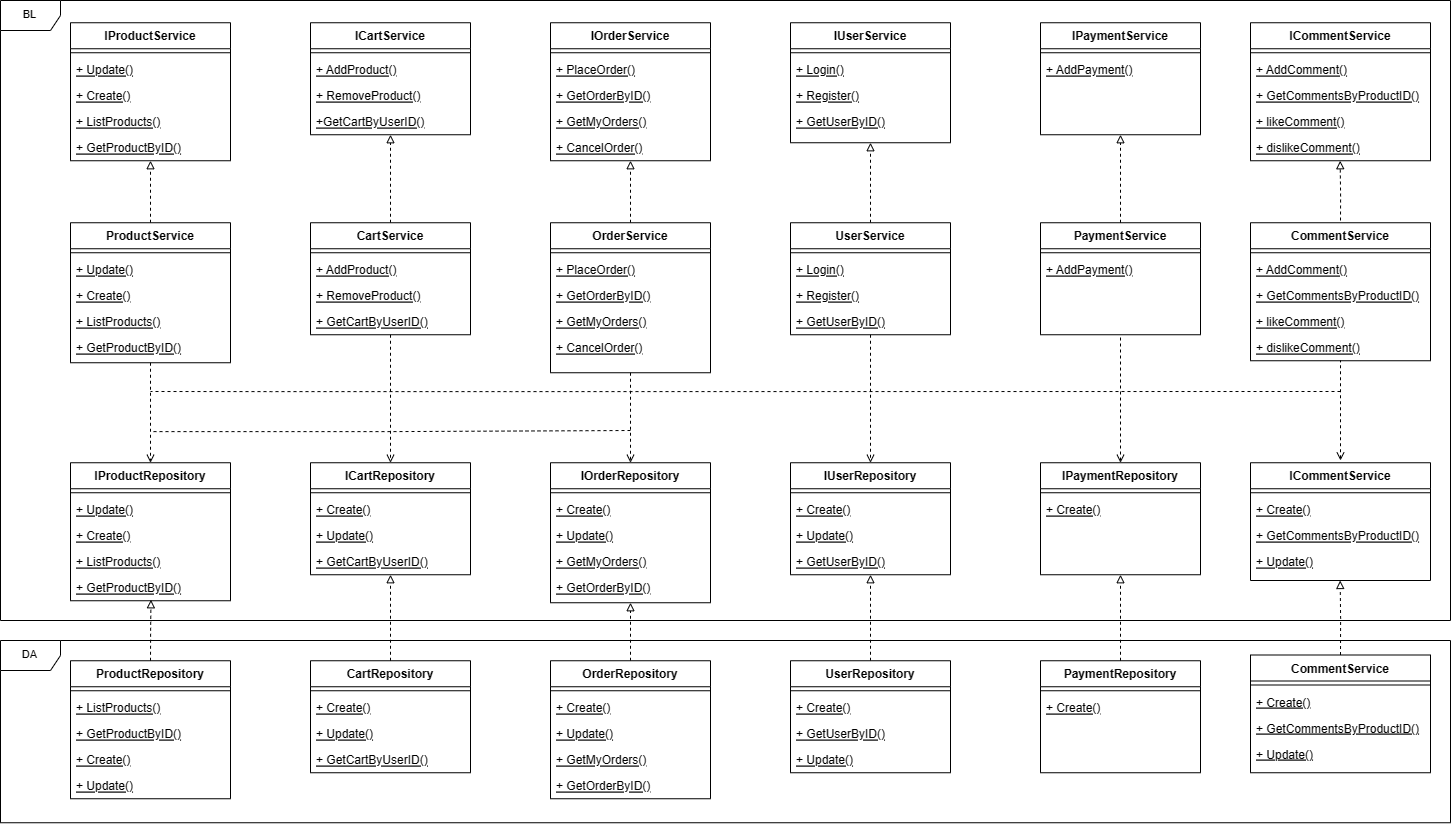 BL
IProductService
+ Update()
+ Create()
+ ListProducts()
+ GetProductByID()
ICartService
+ AddProduct()
+ RemoveProduct()
+GetCartByUserID()
IOrderService
+ PlaceOrder()
+ GetOrderByID()
+ GetMyOrders()
+ CancelOrder()
IUserService
+ Login()
+ Register()
+ GetUserByID()
IPaymentService
+ AddPayment()
ICommentService
+ AddComment()
+ GetCommentsByProductID()
+ likeComment()
+ dislikeComment()
ProductService
+ Update()
+ Create()
+ ListProducts()
+ GetProductByID()
CartService
+ AddProduct()
+ RemoveProduct()
+ GetCartByUserID()
OrderService
+ PlaceOrder()
+ GetOrderByID()
+ GetMyOrders()
+ CancelOrder()
UserService
+ Login()
+ Register()
+ GetUserByID()
PaymentService
+ AddPayment()
CommentService
+ AddComment()
+ GetCommentsByProductID()
+ likeComment()
+ dislikeComment()
IProductRepository
+ Update()
+ Create()
+ ListProducts()
+ GetProductByID()
ICartRepository
+ Create()
+ Update()
+ GetCartByUserID()
IOrderRepository
+ Create()
+ Update()
+ GetMyOrders()
+ GetOrderByID()
IUserRepository
+ Create()
+ Update()
+ GetUserByID()
IPaymentRepository
+ Create()
ICommentService
+ Create()
+ GetCommentsByProductID()
+ Update()
DA
ProductRepository
+ ListProducts()
+ GetProductByID()
+ Create()
+ Update()
CartRepository
+ Create()
+ Update()
+ GetCartByUserID()
OrderRepository
+ Create()
+ Update()
+ GetMyOrders()
+ GetOrderByID()
UserRepository
+ Create()
+ GetUserByID()
+ Update()
PaymentRepository
+ Create()
CommentService
+ Create()
+ GetCommentsByProductID()
+ Update()